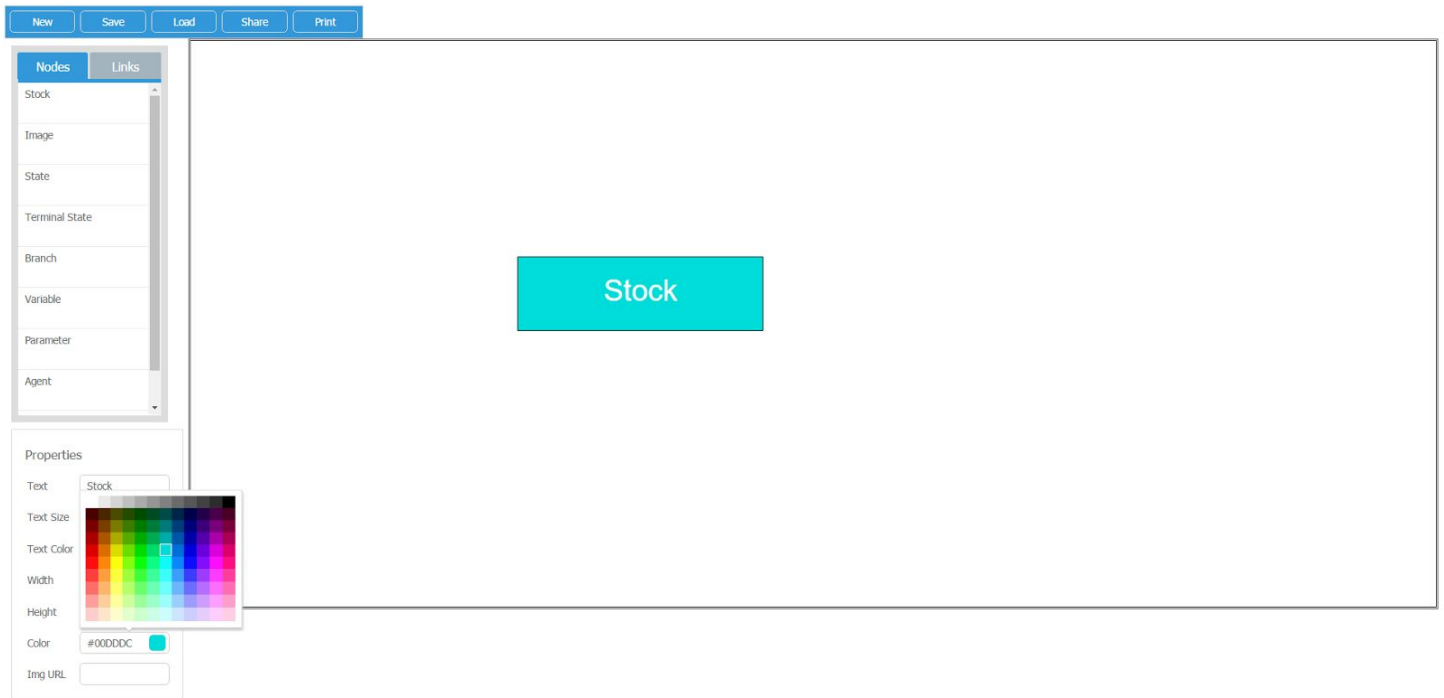 New Save Load Share Print
Nodes Links
Stock
Image
State
Terminal State
Branch
Variable
Parameter
Agent
Stock
Properties
Text Stock
Text Size
Text Color
Width
Height
Color #00DDDC
Img URL